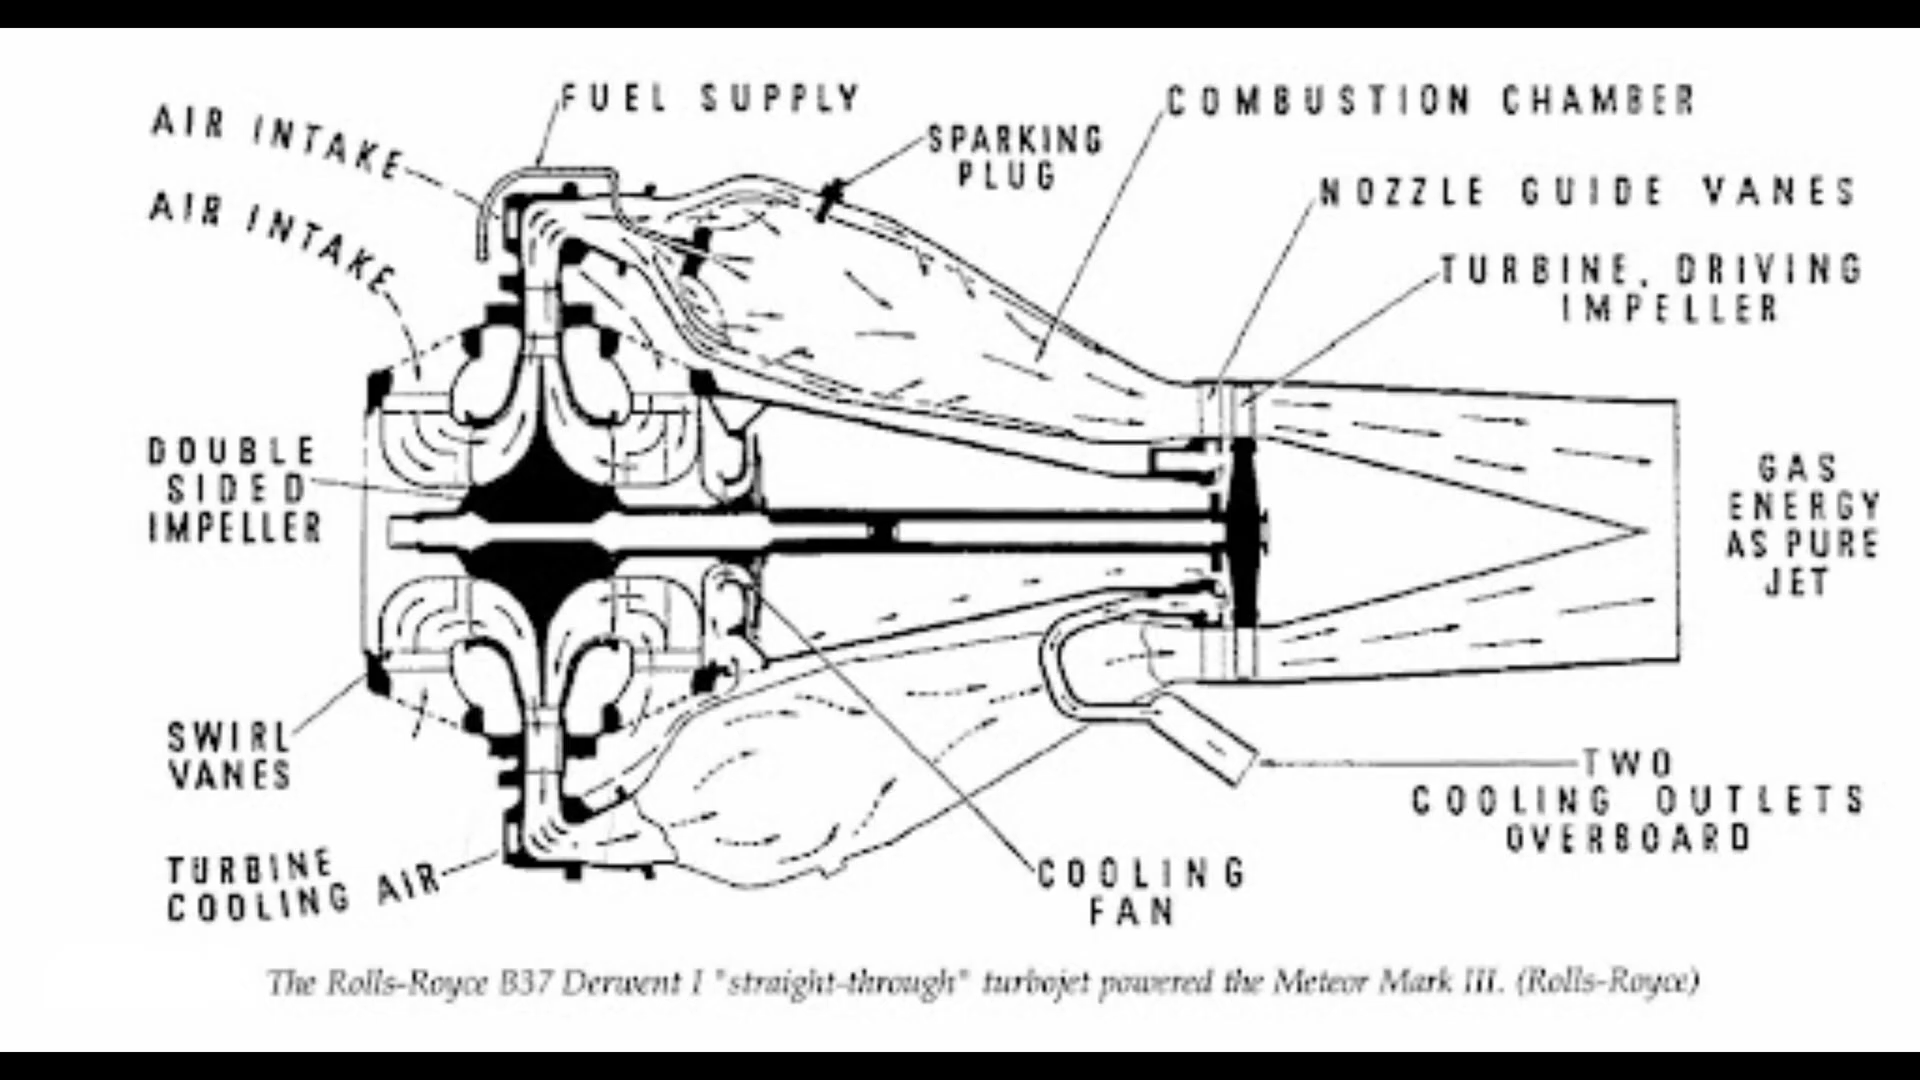 FUEL SUPPLY
COMBUSTION CHAMBER
AIR INTAKE
SPARKING
PLUG
AIR INTAKE
NOZZLE GUIDE VANES
TURBINE, DRIVING
IMPELLER
DOUBLE
SIDED
IMPELLER
GAS
ENERGY
AS PURE
JET
SWIRL
VANES
TWO
COOLING OUTLETS
OVERBOARD
TURBINE
COOLING AIR
COOLING
FAN
The Rolls-Royce B37 Derwent I "straight-through" turbojet powered the Meteor Mark III. (Rolls-Royce)